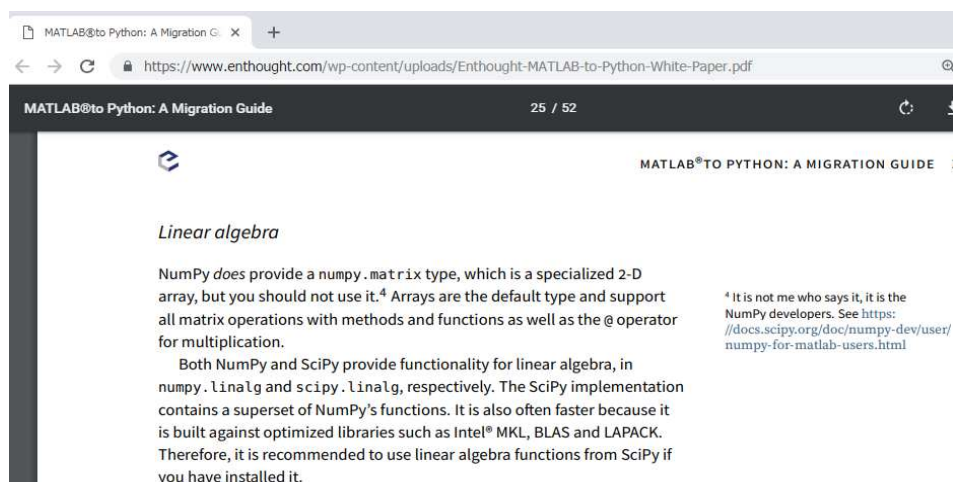 MATLAB®to Python: A Migration G
https://www.enthought.com/wp-content/uploads/Enthought-MATLAB-to-Python-White-Paper.pdf
MATLAB®to Python: A Migration Guide
25 / 52
MATLAB®TO PYTHON: A MIGRATION GUIDE
Linear algebra
NumPy does provide a numpy.matrix type, which is a specialized 2-D
array, but you should not use it.4 Arrays are the default type and support
all matrix operations with methods and functions as well as the @ operator
for multiplication.
Both NumPy and SciPy provide functionality for linear algebra, in
numpy.linalg and scipy.linalg, respectively. The SciPy implementation
contains a superset of NumPy's functions. It is also often faster because it
is built against optimized libraries such as Intel® MKL, BLAS and LAPACK.
Therefore, it is recommended to use linear algebra functions from SciPy if
you have installed it.
4 It is not me who says it, it is the
NumPy developers. See https:
//docs.scipy.org/doc/numpy-dev/user/
numpy-for-matlab-users.html